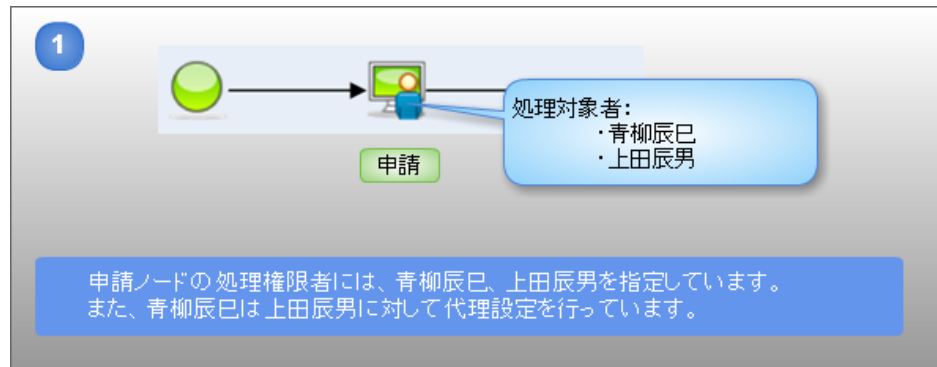 1
処理対象者:
・青柳辰巳
・上田辰男
申請
申請ノードの処理権限者には、青柳辰巳、上田辰男を指定しています。
また、青柳辰巳は上田辰男に対して代理設定を行っています。